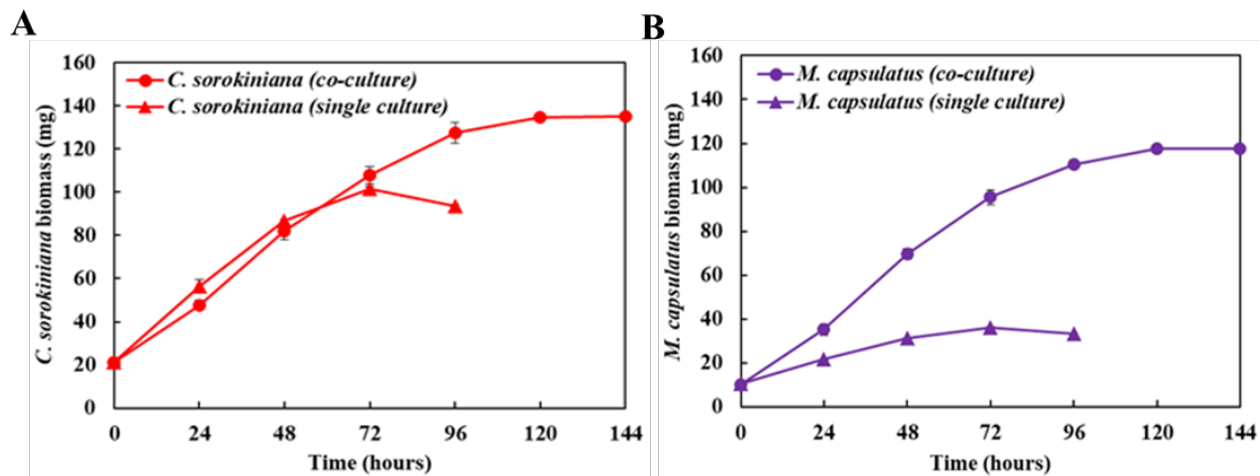 A
160
140
120
100
80
60
40
20
0
C. sorokiniana biomass (mg)
C. sorokiniana (co-culture)
C. sorokiniana (single culture)
0 24 48 72 96 120 144
Time (hours)
B
160
140
120
100
80
60
40
20
0
M. capsulatus biomass (mg)
M. capsulatus (co-culture)
M. capsulatus (single culture)
0 24 48 72 96 120 144
Time (hours)